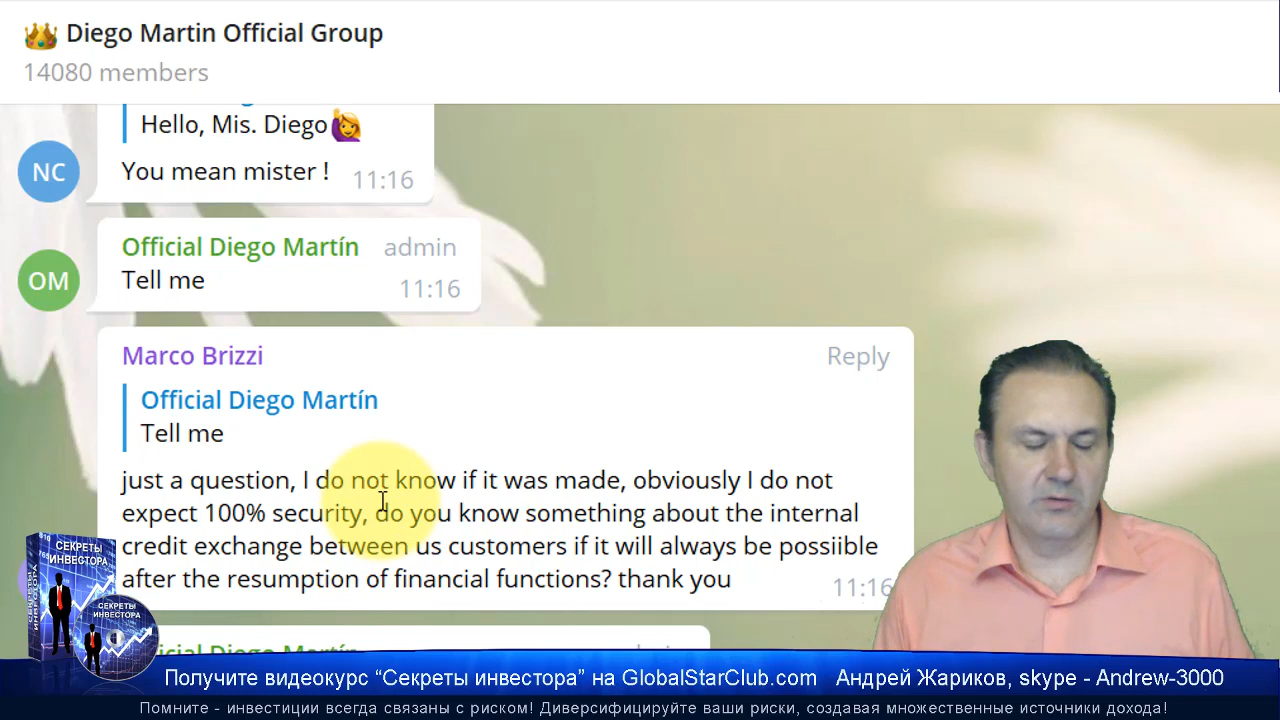 Diego Martin Official Group
14080 members
Hello, Mis. Diego
NC
You mean mister !
11:16
Official Diego Martín
admin
OM
Tell me
11:16
Marco Brizzi
Reply
Official Diego Martín
Tell me
just a question, I do not know if it was made, obviously I do not
expect 100% security, do you know something about the internal
credit exchange between us customers if it will always be possiible
after the resumption of financial functions? thank you
11:16
СЕКРЕТЫ
ИНВЕСТОРА
СЕКРЕТЫ
ИНВЕСТОРА
Получите видеокурс “Секреты инвестора” на GlobalStarClub.com Андрей Жариков, skype - Andrew-3000
Помните - инвестиции всегда связаны с риском! Диверсифицируйте ваши риски, создавая множественные источники дохода!